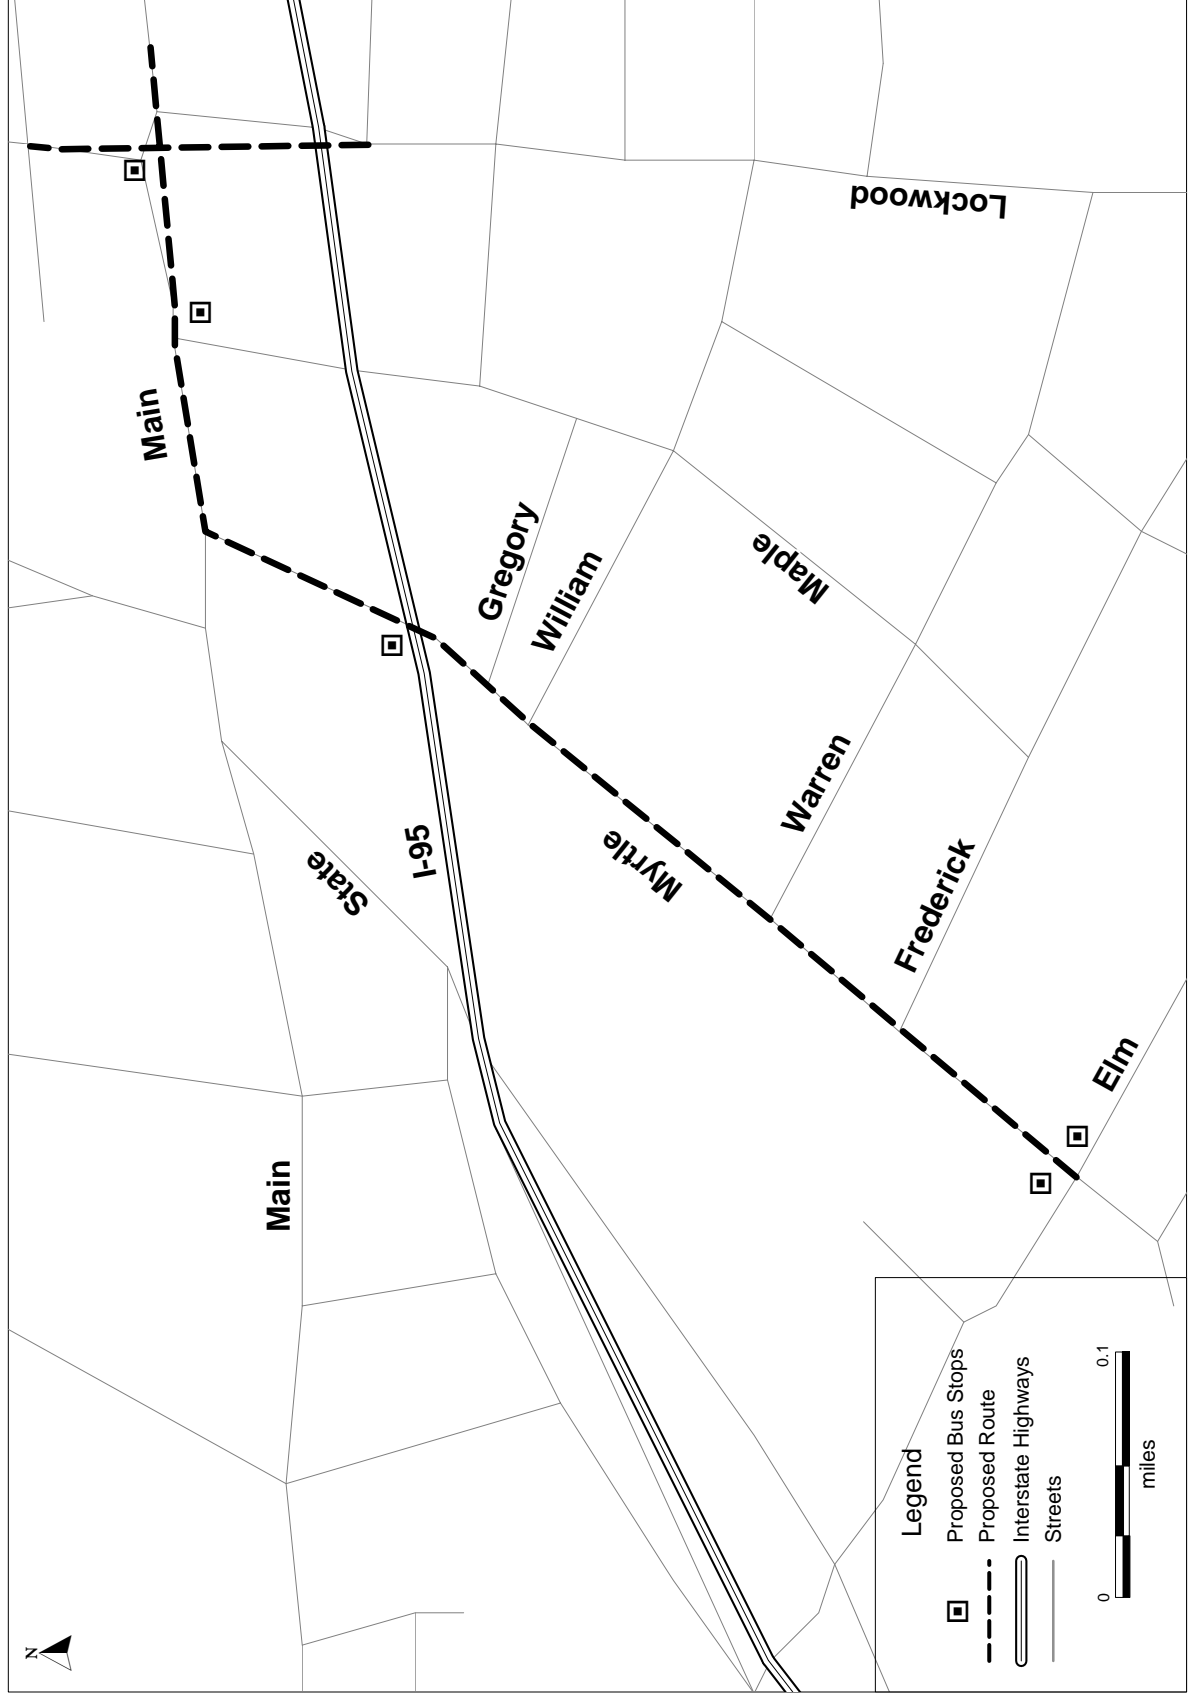 Main
Lockwood
Gregory
William
Maple
Warren
Myrtle
I-95
State
Frederick
Elm
Main
N
Legend
Proposed Bus Stops
Proposed Route
Interstate Highways
Streets
0 0.1
miles